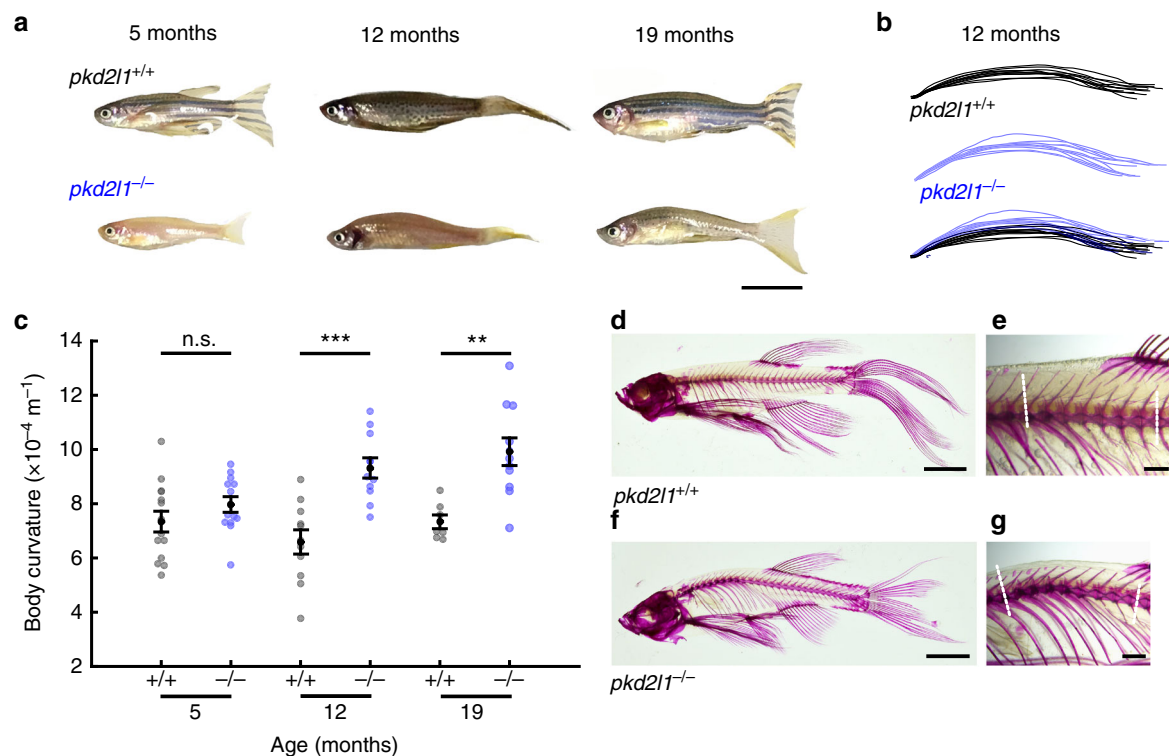 a
5 months
12 months
19 months
pkd2l1+/+
pkd2l1–/–
b
12 months
pkd2l1+/+
pkd2l1–/–
c
n.s.
***
**
Body curvature (×10–4 m–1)
14
12
10
8
6
4
2
+/+ –/– +/+ –/– +/+ –/–
5 12 19
Age (months)
d
pkd2l1+/+
e
f
pkd2l1–/–
g